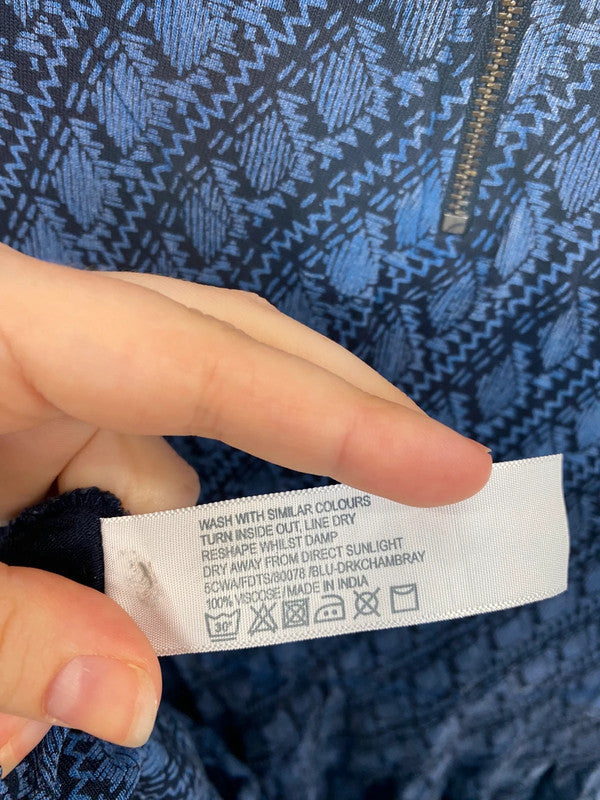 WASH WITH SIMILAR COLOURS
TURN INSIDE OUT, LINE DRY
RESHAPE WHILST DAMP
DRY AWAY FROM DIRECT SUNLIGHT
5CWA/FDTS/80078 /BLU-DRKCHAMBRAY
100% VISCOSE / MADE IN INDIA
30°